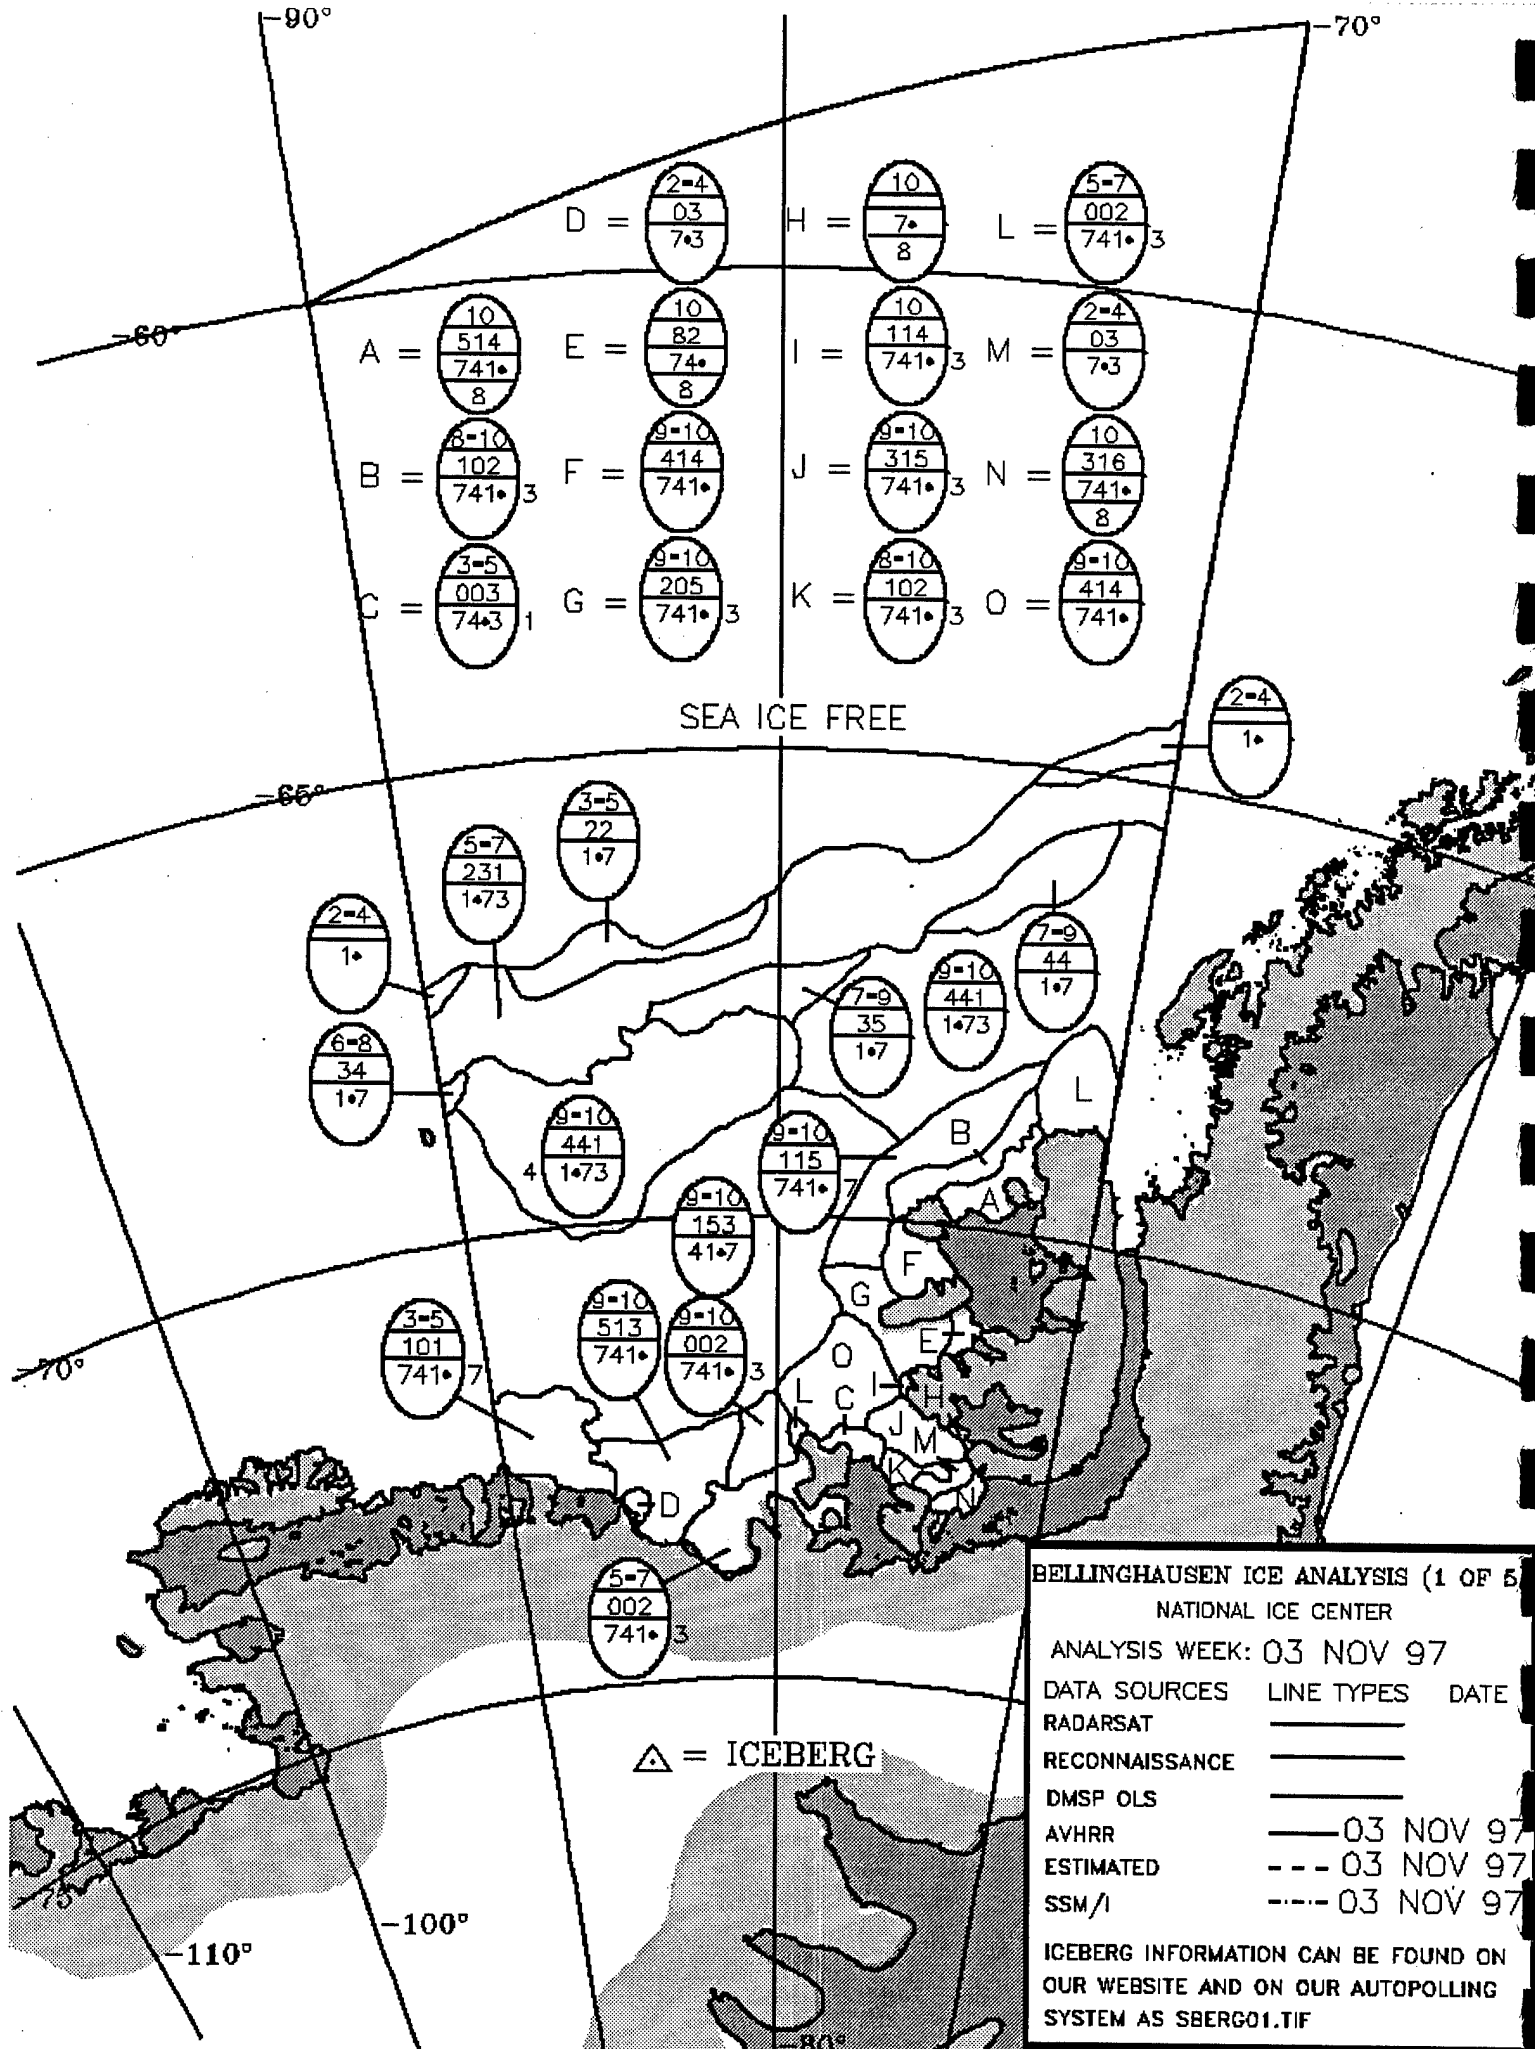 -90°
-70°
D =
2-4
03
7•3
H =
10
7•
8
L =
5-7
002
741• 3
-60°
A =
10
514
741•
8
E =
10
82
74•
8
I =
10
114
741• 3
M =
2-4
03
7•3
B =
8-10
102
741• 3
F =
9-10
414
741•
J =
9-10
315
741• 3
N =
10
316
741•
8
C =
3-5
003
74•3 1
G =
9-10
205
741• 3
K =
8-10
102
741• 3
O =
9-10
414
741•
SEA ICE FREE
2-4
1•
-65°
3-5
22
1•7
5-7
231
1•73
2-4
1•
7-9
44
1•7
9-10
441
1•73
7-9
35
1•7
6-8
34
1•7
L
B
9-10
441
4 1•73
9-10
115
741• 7
A
9-10
153
41•7
F
G
E
3-5
101
741• 7
9-10
513
741•
9-10
002
741• 3
O
-70°
I
H
L
C
J
M
K
N
D
5-7
002
741• 3
BELLINGHAUSEN ICE ANALYSIS (1 OF 5
NATIONAL ICE CENTER
ANALYSIS WEEK: 03 NOV 97
DATA SOURCES LINE TYPES DATE
RADARSAT
RECONNAISSANCE
DMSP OLS
AVHRR 03 NOV 97
ESTIMATED 03 NOV 97
SSM/I 03 NOV 97
ICEBERG INFORMATION CAN BE FOUND ON
OUR WEBSITE AND ON OUR AUTOPOLLING
SYSTEM AS SBERG01.TIF
= ICEBERG
-75°
-100°
-110°
-80°